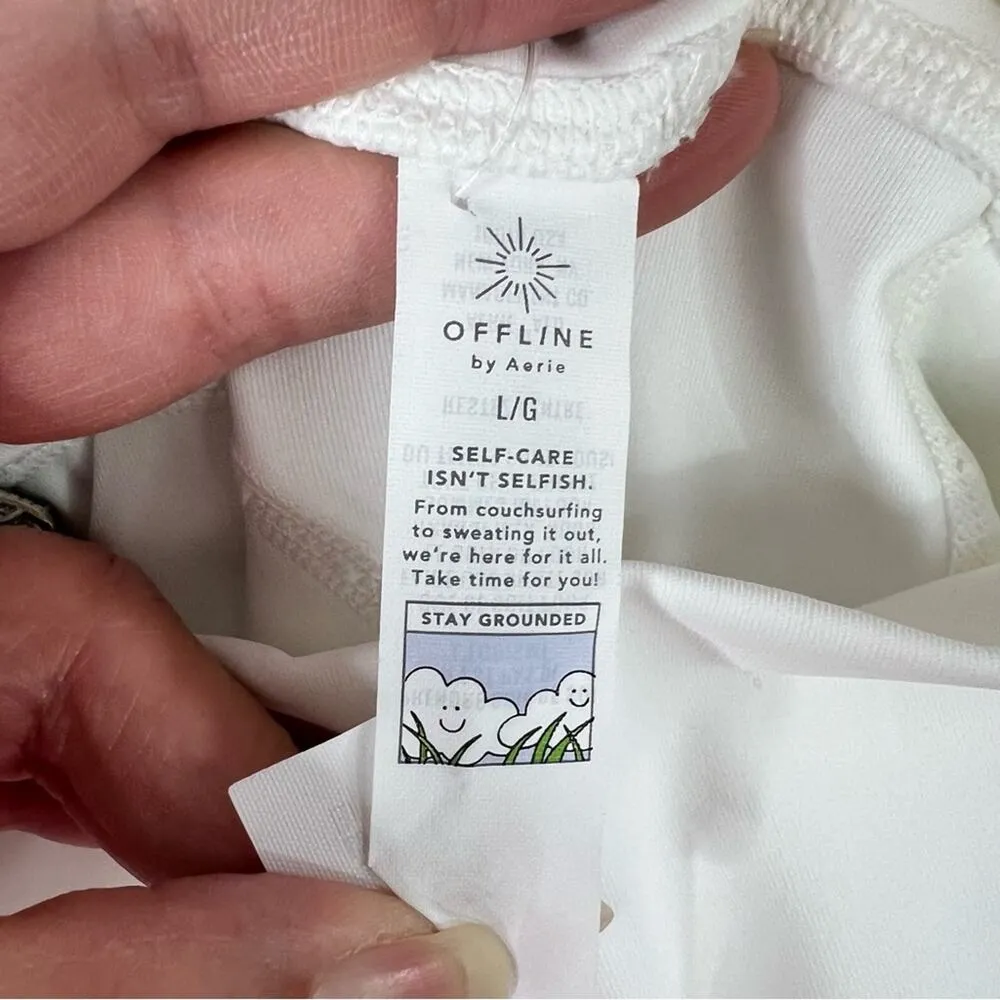 OFFLINE
by Aerie
L/G
SELF-CARE
ISN'T SELFISH.
From couchsurfing
to sweating it out,
we're here for it all.
Take time for you!
STAY GROUNDED